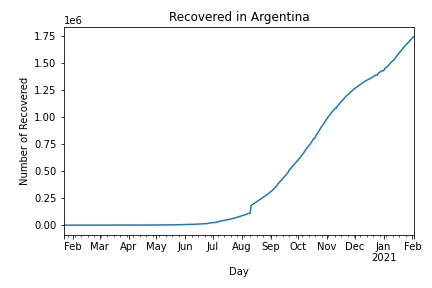 Recovered in Argentina
1e6
1.75
1.50
1.25
1.00
0.75
0.50
0.25
0.00
Number of Recovered
Feb Mar Apr May Jun Jul Aug Sep Oct Nov Dec Jan Feb
2021
Day